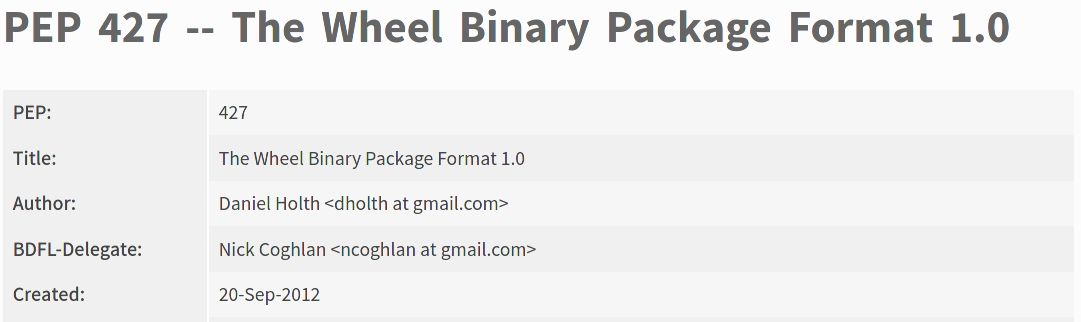 PEP 427 -- The Wheel Binary Package Format 1.0
PEP: 427
Title: The Wheel Binary Package Format 1.0
Author: Daniel Holth <dholth at gmail.com>
BDFL-Delegate: Nick Coghlan <ncoghlan at gmail.com>
Created: 20-Sep-2012